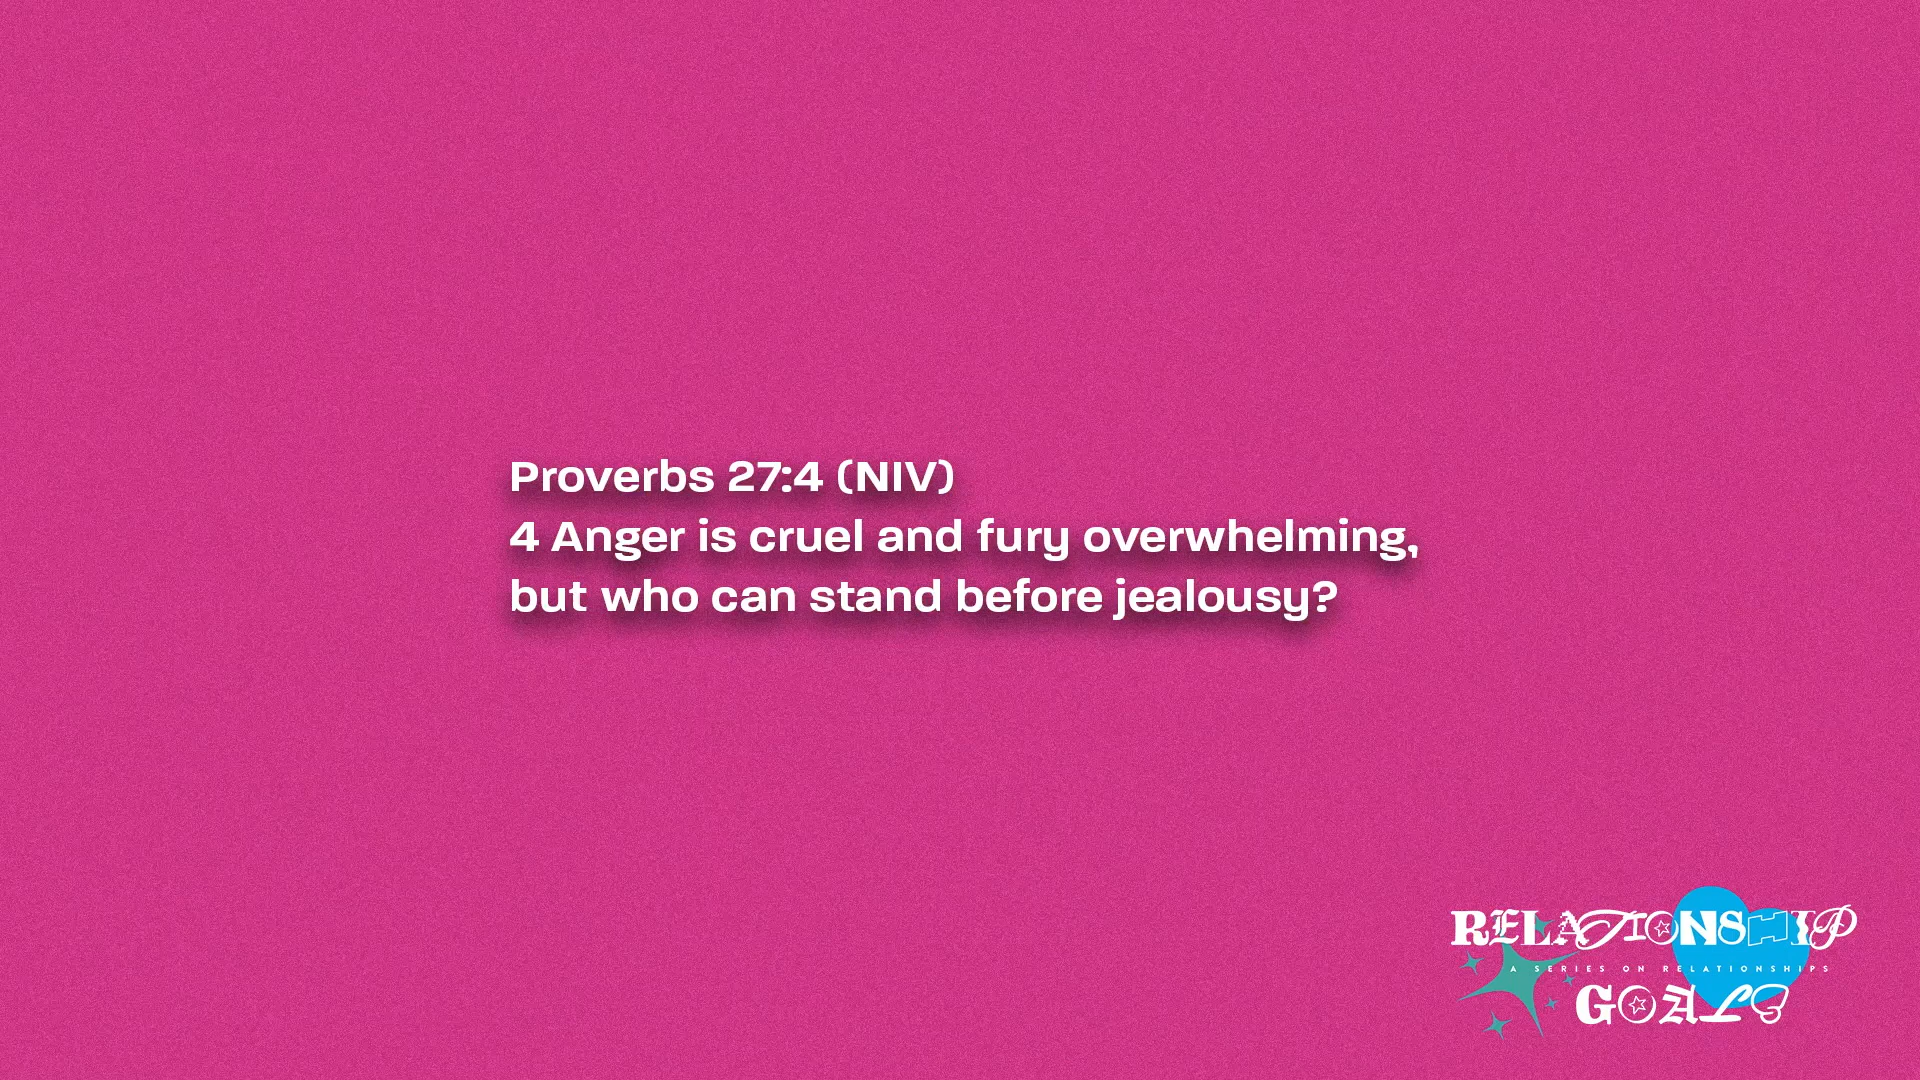 Proverbs 27:4 (NIV)
4 Anger is cruel and fury overwhelming,
but who can stand before jealousy?
RELATIONSHIP
A SERIES ON RELATIONSHIPS
GOALS